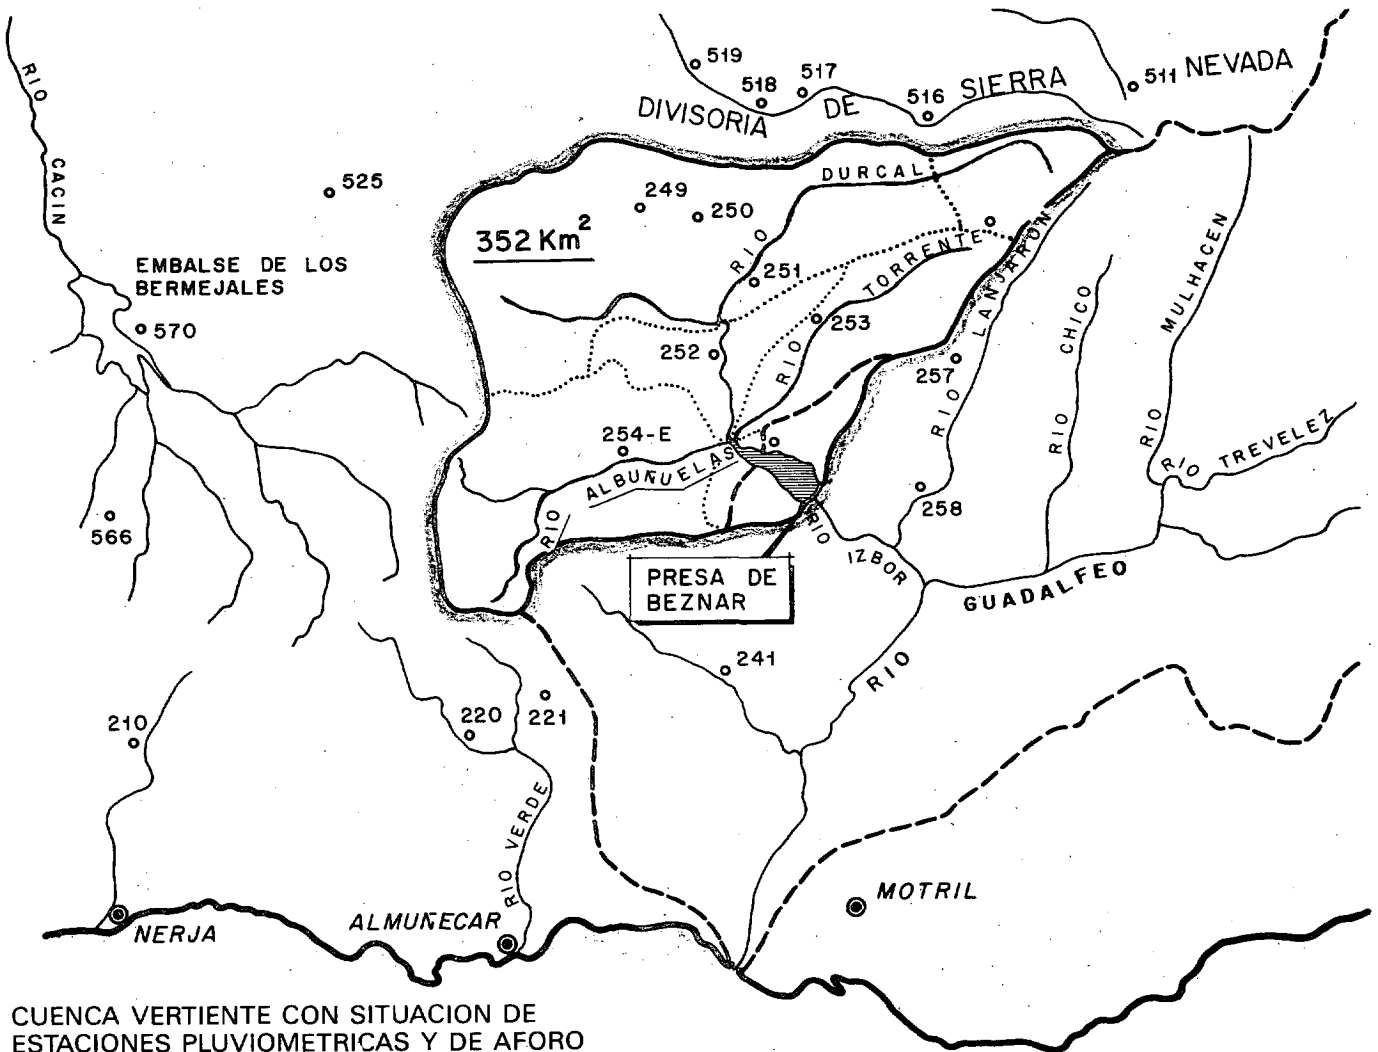 519
518
517
516
511
DIVISORIA DE SIERRA NEVADA
RIO CACIN
525
249
250
352 Km²
RIO DURCAL
EMBALSE DE LOS
BERMEJALES
570
251
RIO TORRENTE
253
252
RIO LANJARON
257
RIO CHICO
RIO MULHACEN
RIO TREVELEZ
254-E
RIO ALBUÑUELAS
258
566
RIO IZBOR
PRESA DE
BEZNAR
RIO GUADALFEO
241
210
220
221
RIO VERDE
MOTRIL
ALMUÑECAR
NERJA
CUENCA VERTIENTE CON SITUACION DE
ESTACIONES PLUVIOMETRICAS Y DE AFORO